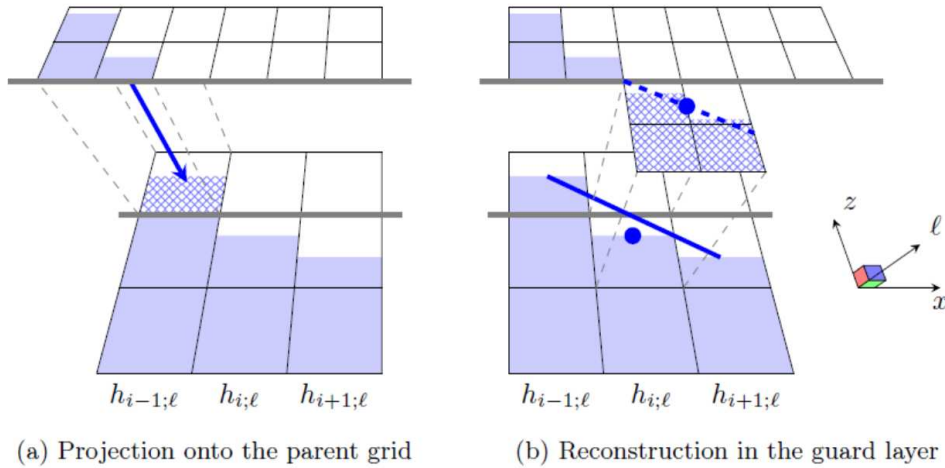 z
ℓ
x
h_{i-1;ℓ} h_{i;ℓ} h_{i+1;ℓ} h_{i-1;ℓ} h_{i;ℓ} h_{i+1;ℓ}
(a) Projection onto the parent grid (b) Reconstruction in the guard layer